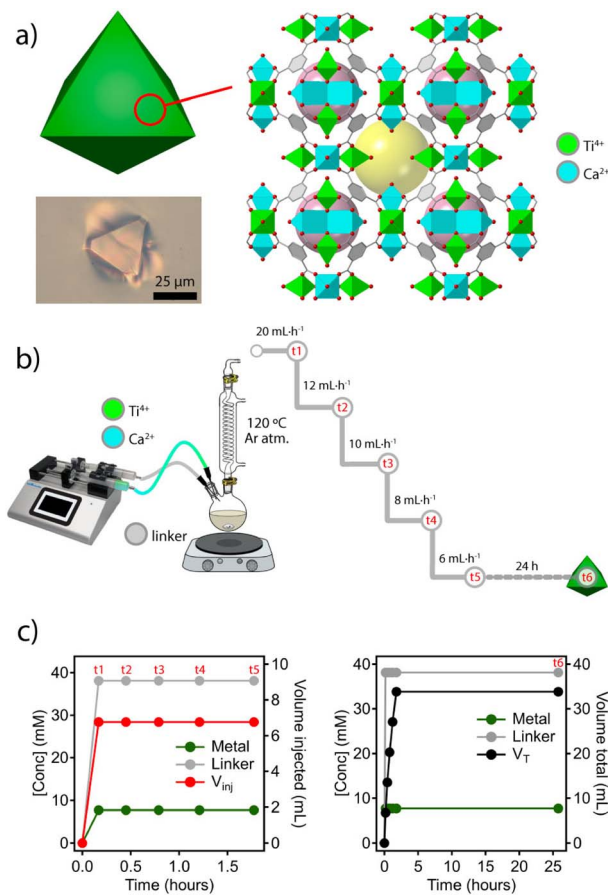 a)
Ti⁴⁺
Ca²⁺
25 µm
b)
20 mL·h⁻¹
t1
12 mL·h⁻¹
t2
10 mL·h⁻¹
t3
8 mL·h⁻¹
t4
6 mL·h⁻¹
t5
24 h
t6
Ti⁴⁺
Ca²⁺
120 ºC
Ar atm.
linker
c)
t1 t2 t3 t4 t5
40
30
20
10
0
[Conc] (mM)
10
8
6
4
2
0
Volume injected (mL)
Metal
Linker
V_inj
0.0 0.5 1.0 1.5
Time (hours)
t6
40
30
20
10
0
[Conc] (mM)
40
30
20
10
0
Volume total (mL)
Metal
Linker
V_T
0 5 10 15 20 25
Time (hours)